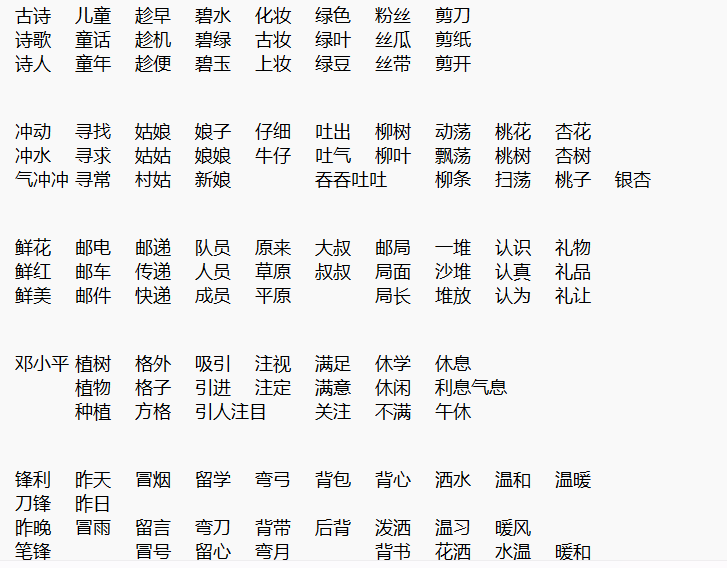 古诗 儿童 趁早 碧水 化妆 绿色 粉丝 剪刀
诗歌 童话 趁机 碧绿 古妆 绿叶 丝瓜 剪纸
诗人 童年 趁便 碧玉 上妆 绿豆 丝带 剪开
冲动 寻找 姑娘 娘子 仔细 吐出 柳树 动荡 桃花 杏花
冲水 寻求 姑姑 娘娘 牛仔 吐气 柳叶 飘荡 桃树 杏树
气冲冲 寻常 村姑 新娘 吞吞吐吐 柳条 扫荡 桃子 银杏
鲜花 邮电 邮递 队员 原来 大叔 邮局 一堆 认识 礼物
鲜红 邮车 传递 人员 草原 叔叔 局面 沙堆 认真 礼品
鲜美 邮件 快递 成员 平原 局长 堆放 认为 礼让
邓小平 植树 格外 吸引 注视 满足 休学 休息
植物 格子 引进 注定 满意 休闲 利息气息
种植 方格 引人注目 关注 不满 午休
锋利 昨天 冒烟 留学 弯弓 背包 背心 洒水 温和 温暖
刀锋 昨日
昨晚 冒雨 留言 弯刀 背带 后背 泼洒 温习 暖风
笔锋 冒号 留心 弯月 背书 花洒 水温 暖和